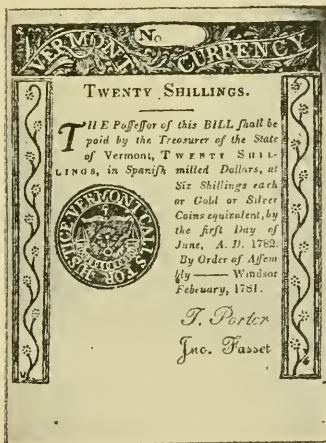 No.
VERMONT CURRENCY
TWENTY SHILLINGS.
THE Poſſeſſor of this BILL ſhall be
paid by the Treaſurer of the State
of Vermont, TWENTY SHIL-
LINGS, in Spaniſh milled Dollars, at
Six Shillings each
or Gold or Silver
Coins equivalent, by
the firſt Day of
June, A. D. 1782.
By Order of Aſſem
bly —— Windsor
February, 1781.
VERMONT CALLS FOR JUSTICE
T. Porter
Jno. Fasset